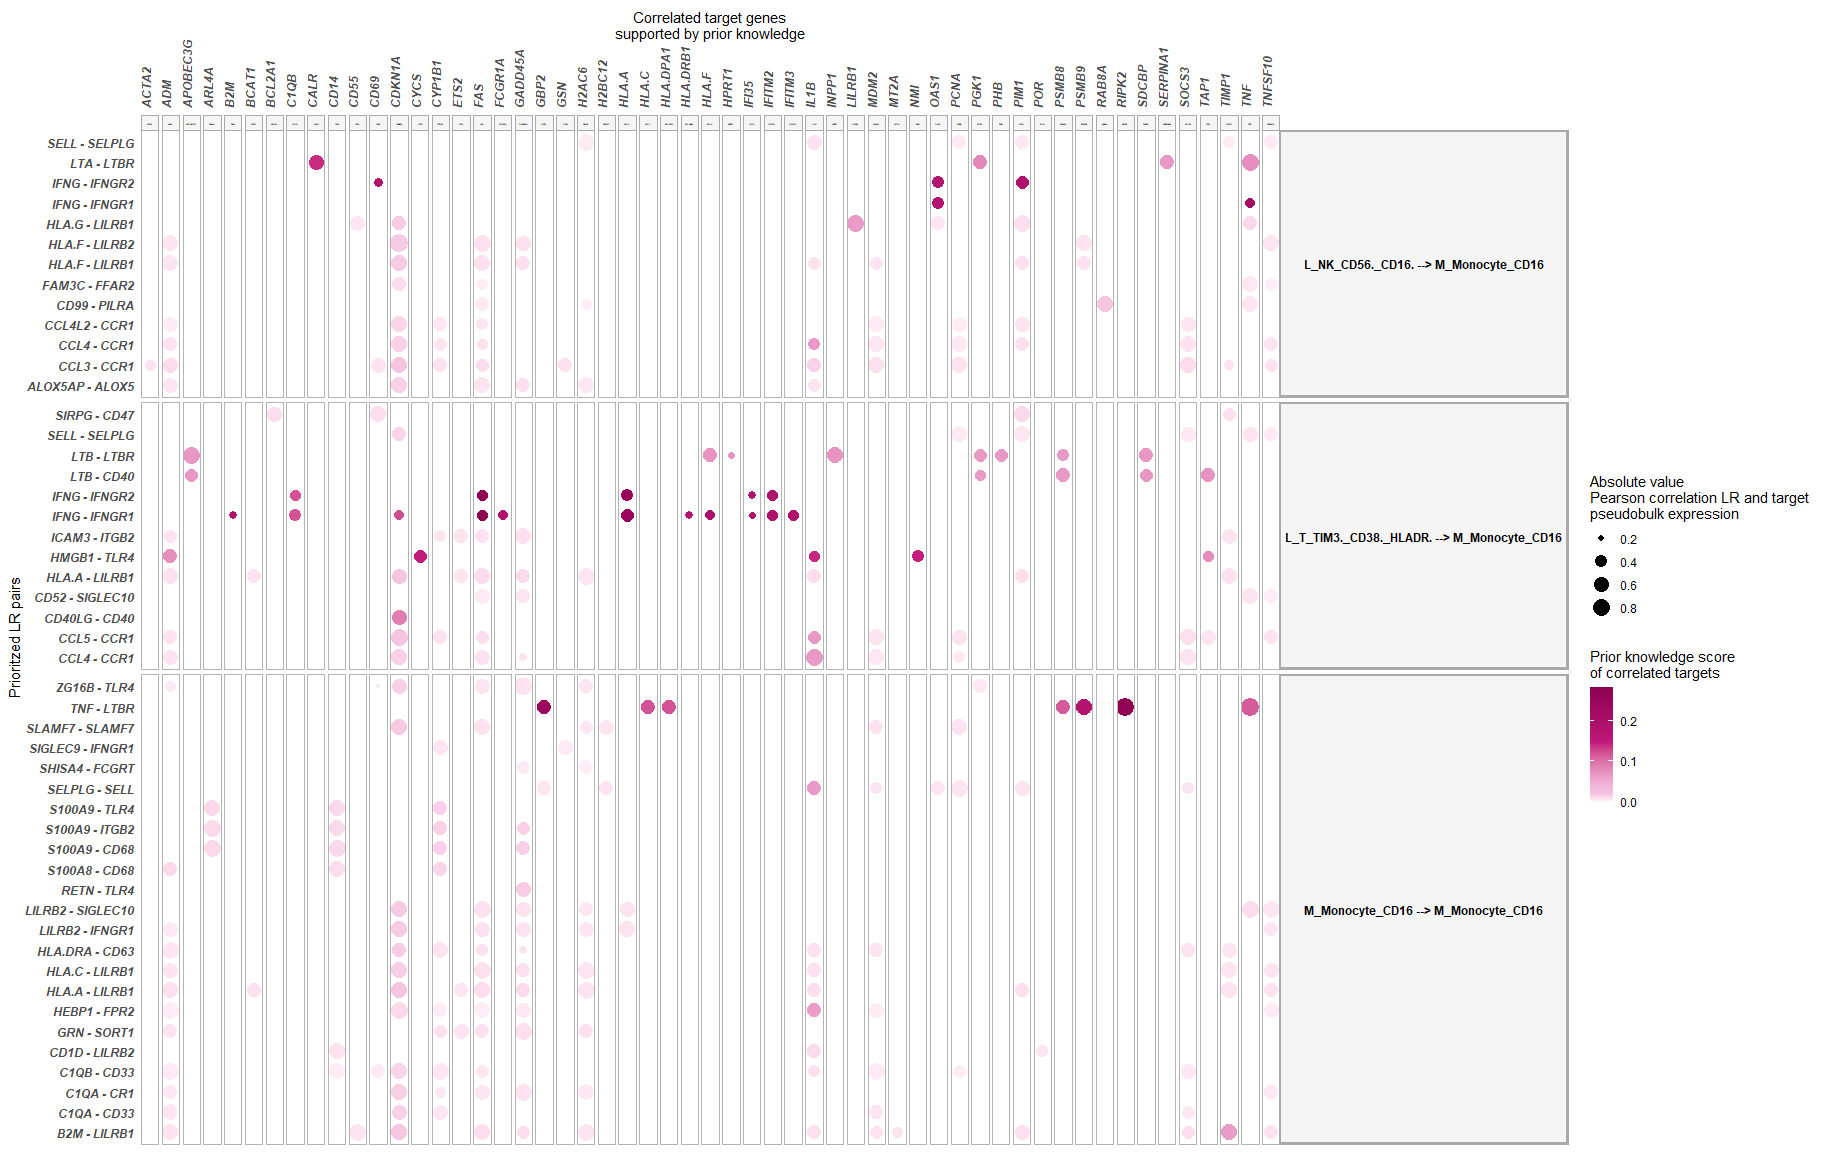 Correlated target genes
supported by prior knowledge
ACTA2
ADM
APOBEC3G
ARL4A
B2M
BCAT1
BCL2A1
C1QB
CALR
CD14
CD55
CD69
CDKN1A
CYCS
CYP1B1
ETS2
FAS
FCGR1A
GADD45A
GBP2
GSN
H2AC6
H2BC12
HLA.A
HLA.C
HLA.DPA1
HLA.DRB1
HLA.F
HPRT1
IFI35
IFITM2
IFITM3
IL1B
INPP1
LILRB1
MDM2
MT2A
NMI
OAS1
PCNA
PGK1
PHB
PIM1
POR
PSMB8
PSMB9
RAB8A
RIPK2
SDCBP
SERPINA1
SOCS3
TAP1
TIMP1
TNF
TNFSF10
Prioritzed LR pairs
SELL - SELPLG
LTA - LTBR
IFNG - IFNGR2
IFNG - IFNGR1
HLA.G - LILRB1
HLA.F - LILRB2
HLA.F - LILRB1
FAM3C - FFAR2
CD99 - PILRA
CCL4L2 - CCR1
CCL4 - CCR1
CCL3 - CCR1
ALOX5AP - ALOX5
L_NK_CD56._CD16. --> M_Monocyte_CD16
SIRPG - CD47
SELL - SELPLG
LTB - LTBR
LTB - CD40
IFNG - IFNGR2
IFNG - IFNGR1
ICAM3 - ITGB2
HMGB1 - TLR4
HLA.A - LILRB1
CD52 - SIGLEC10
CD40LG - CD40
CCL5 - CCR1
CCL4 - CCR1
L_T_TIM3._CD38._HLADR. --> M_Monocyte_CD16
ZG16B - TLR4
TNF - LTBR
SLAMF7 - SLAMF7
SIGLEC9 - IFNGR1
SHISA4 - FCGRT
SELPLG - SELL
S100A9 - TLR4
S100A9 - ITGB2
S100A9 - CD68
S100A8 - CD68
RETN - TLR4
LILRB2 - SIGLEC10
LILRB2 - IFNGR1
HLA.DRA - CD63
HLA.C - LILRB1
HLA.A - LILRB1
HEBP1 - FPR2
GRN - SORT1
CD1D - LILRB2
C1QB - CD33
C1QA - CR1
C1QA - CD33
B2M - LILRB1
M_Monocyte_CD16 --> M_Monocyte_CD16
Absolute value
Pearson correlation LR and target
pseudobulk expression
0.2
0.4
0.6
0.8
Prior knowledge score
of correlated targets
0.2
0.1
0.0